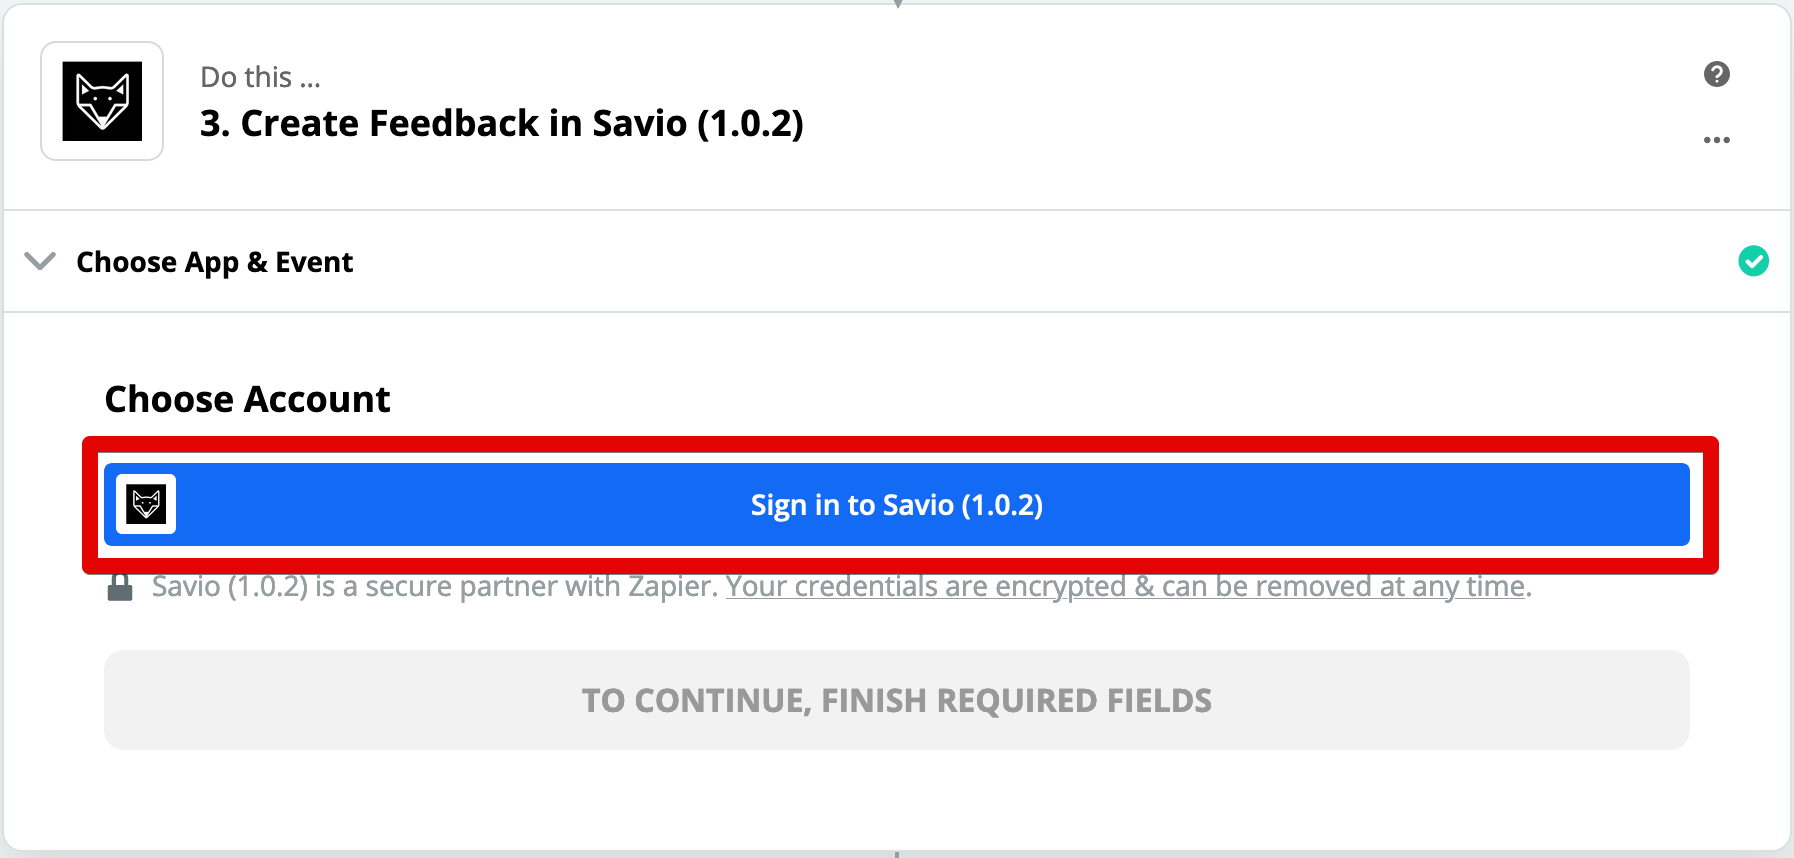 Do this ...
3. Create Feedback in Savio (1.0.2)
Choose App & Event
Choose Account
Sign in to Savio (1.0.2)
Savio (1.0.2) is a secure partner with Zapier. Your credentials are encrypted & can be removed at any time.
TO CONTINUE, FINISH REQUIRED FIELDS